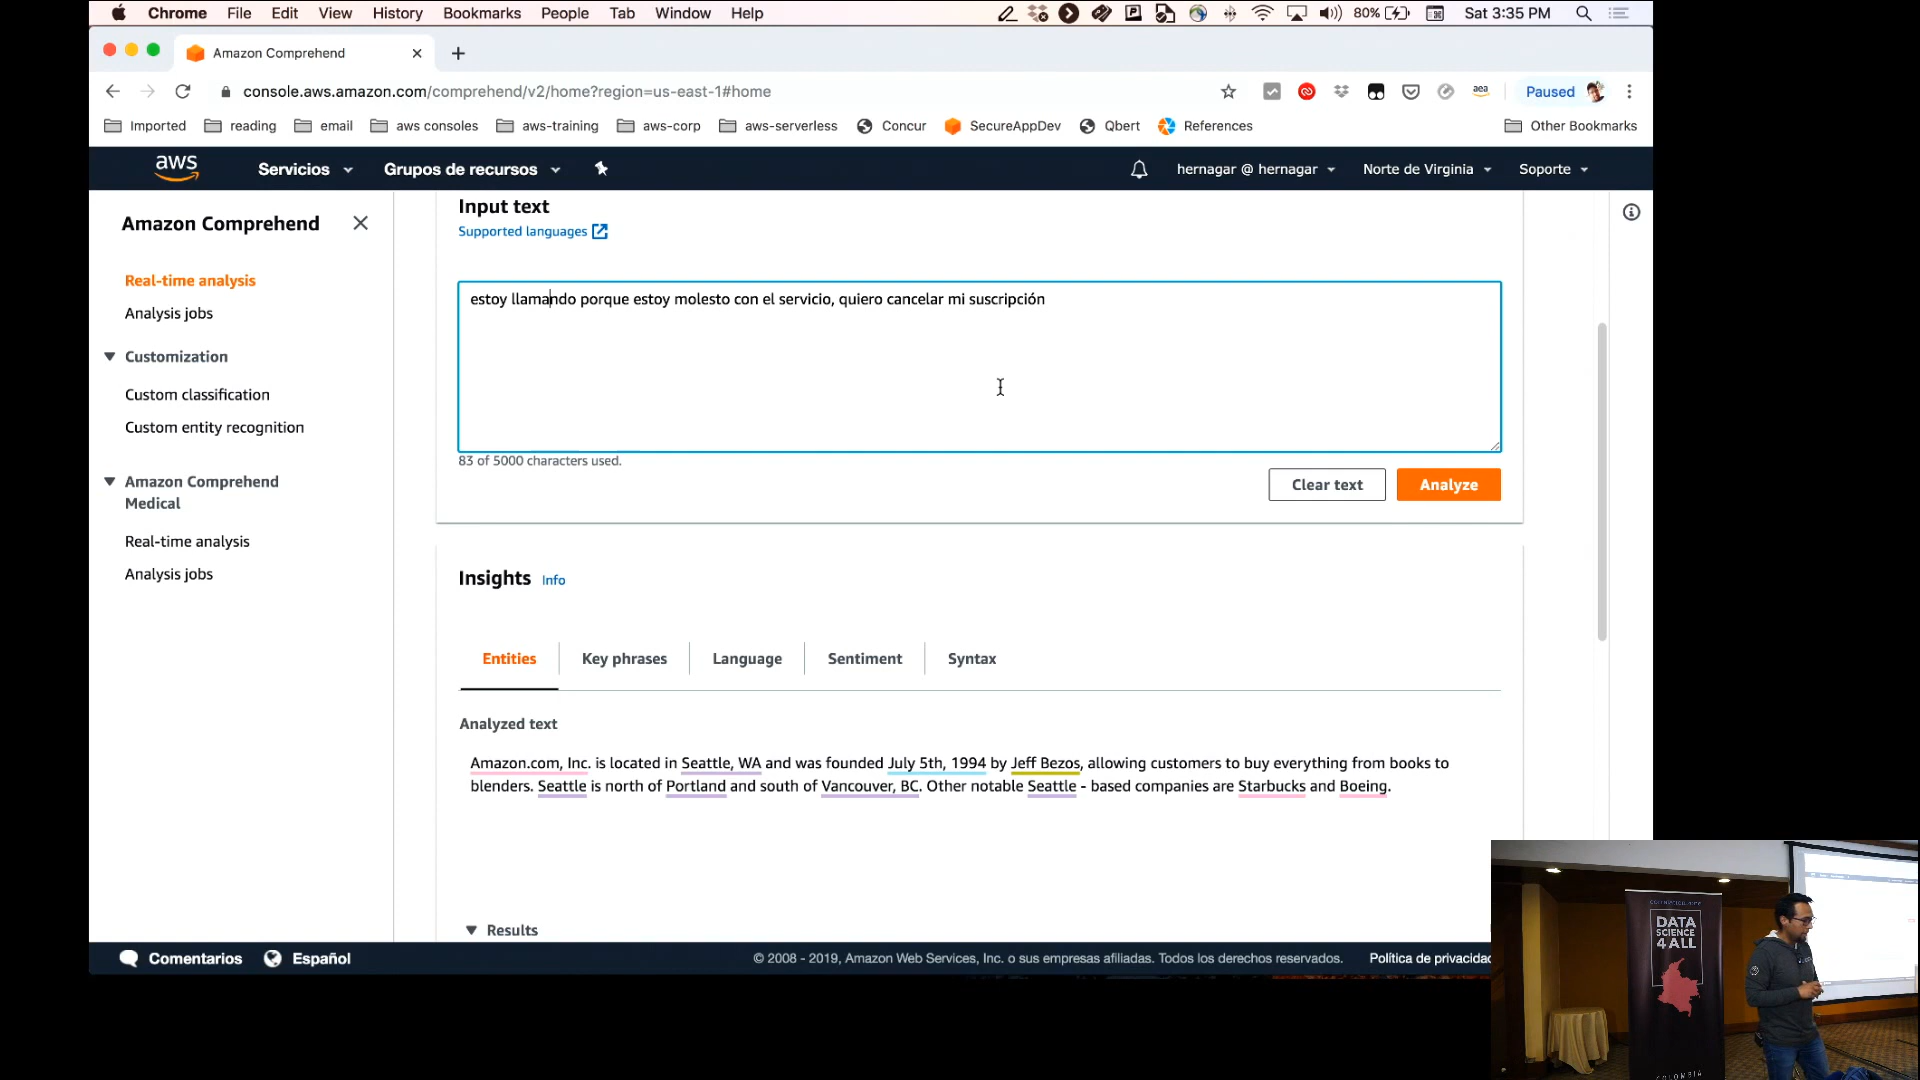 Chrome File Edit View History Bookmarks People Tab Window Help 80% Sat 3:35 PM
Amazon Comprehend
console.aws.amazon.com/comprehend/v2/home?region=us-east-1#home
aea Paused
Imported reading email aws consoles aws-training aws-corp aws-serverless Concur SecureAppDev Qbert References Other Bookmarks
aws Servicios Grupos de recursos hernagar @ hernagar Norte de Virginia Soporte
Amazon Comprehend
Real-time analysis
Analysis jobs
Customization
Custom classification
Custom entity recognition
Amazon Comprehend
Medical
Real-time analysis
Analysis jobs
Input text
Supported languages
estoy llamando porque estoy molesto con el servicio, quiero cancelar mi suscripción
83 of 5000 characters used.
Clear text Analyze
Insights Info
Entities Key phrases Language Sentiment Syntax
Analyzed text
Amazon.com, Inc. is located in Seattle, WA and was founded July 5th, 1994 by Jeff Bezos, allowing customers to buy everything from books to
blenders. Seattle is north of Portland and south of Vancouver, BC. Other notable Seattle - based companies are Starbucks and Boeing.
Results
Comentarios Español © 2008 - 2019, Amazon Web Services, Inc. o sus empresas afiliadas. Todos los derechos reservados. Política de privacidad
DATA
SCIENCE
4 ALL
COLOMBIA